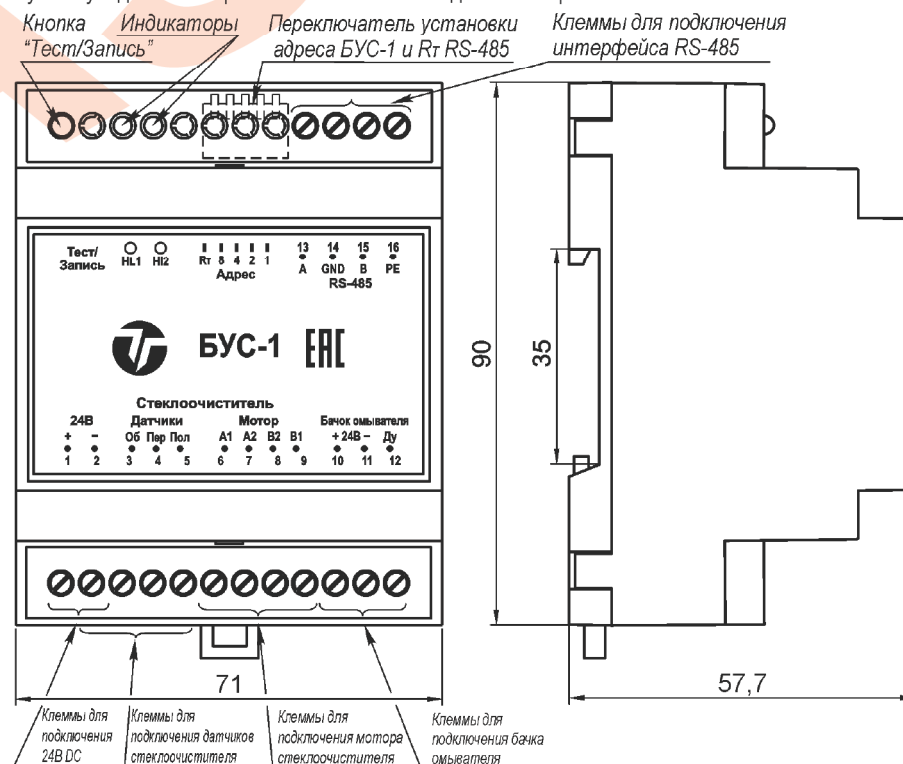 Кнопка
"Тест/Запись"
Индикаторы
Переключатель установки
адреса БУС-1 и Rт RS-485
Клеммы для подключения
интерфейса RS-485
Тест/
Запись
HL1 Hl2
Rт 8 4 2 1
Адрес
13 14 15 16
A GND B PE
RS-485
БУС-1 EAC
Стеклоочиститель
24В Датчики Мотор Бачок омывателя
+ − Об Пер Пол A1 A2 B2 B1 + 24В − Ду
1 2 3 4 5 6 7 8 9 10 11 12
90
35
71
57,7
Клеммы для
подключения
24В DC
Клеммы для
подключения датчиков
стеклоочистителя
Клеммы для
подключения мотора
стеклоочистителя
Клеммы для
подключения бачка
омывателя